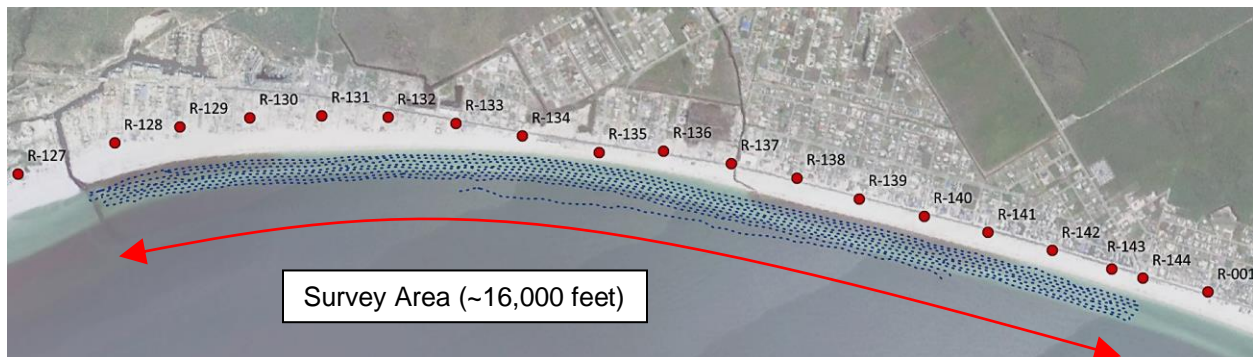 R-127
R-128
R-129
R-130
R-131
R-132
R-133
R-134
R-135
R-136
R-137
R-138
R-139
R-140
R-141
R-142
R-143
R-144
R-001
Survey Area (~16,000 feet)